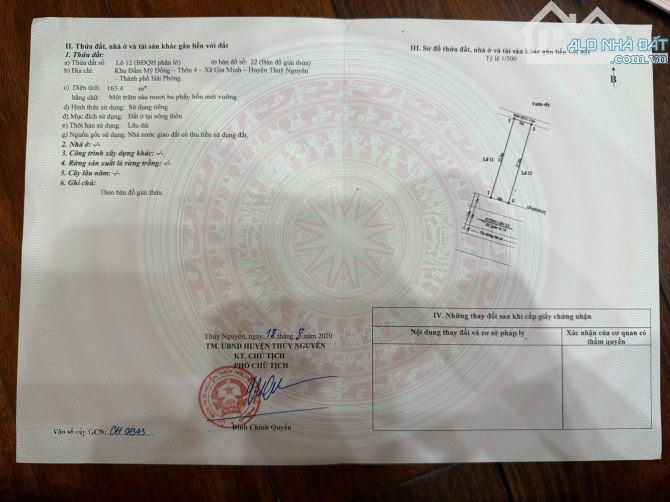 ALO NHÀ ĐẤT
II. Thửa đất, nhà ở và tài sản khác gắn liền với đất
1. Thửa đất:
a) Thửa đất số: Lô 12 (BĐQH phân lô) tờ bản đồ số: 22 (Bản đồ giải thửa)
b) Địa chỉ: Khu Đầm Mỹ Đồng – Thôn 4 – Xã Gia Minh – Huyện Thuỷ Nguyên
– Thành phố Hải Phòng.
c) Diện tích: 163.4 m²
bằng chữ: Một trăm sáu mươi ba phẩy bốn mét vuông
d) Hình thức sử dụng: Sử dụng riêng
đ) Mục đích sử dụng: Đất ở tại nông thôn
e) Thời hạn sử dụng: Lâu dài
g) Nguồn gốc sử dụng: Nhà nước giao đất có thu tiền sử dụng đất.
2. Nhà ở: -/-
3. Công trình xây dựng khác: -/-
4. Rừng sản xuất là rừng trồng: -/-
5. Cây lâu năm: -/-
6. Ghi chú:
Theo bản đồ giải thửa.
III. Sơ đồ thửa đất, nhà ở và tài sản khác gắn liền với đất
Tỷ lệ 1/500
B
Vườn cây
Lô 11
Lô 13
Thủy Nguyên, ngày 18 tháng 8 năm 2020
TM. UBND HUYỆN THỦY NGUYÊN
KT. CHỦ TỊCH
PHÓ CHỦ TỊCH
Đinh Chính Quyền
IV. Những thay đổi sau khi cấp giấy chứng nhận
Nội dung thay đổi và cơ sở pháp lý
Xác nhận của cơ quan có
thẩm quyền
GCN: CH 01343